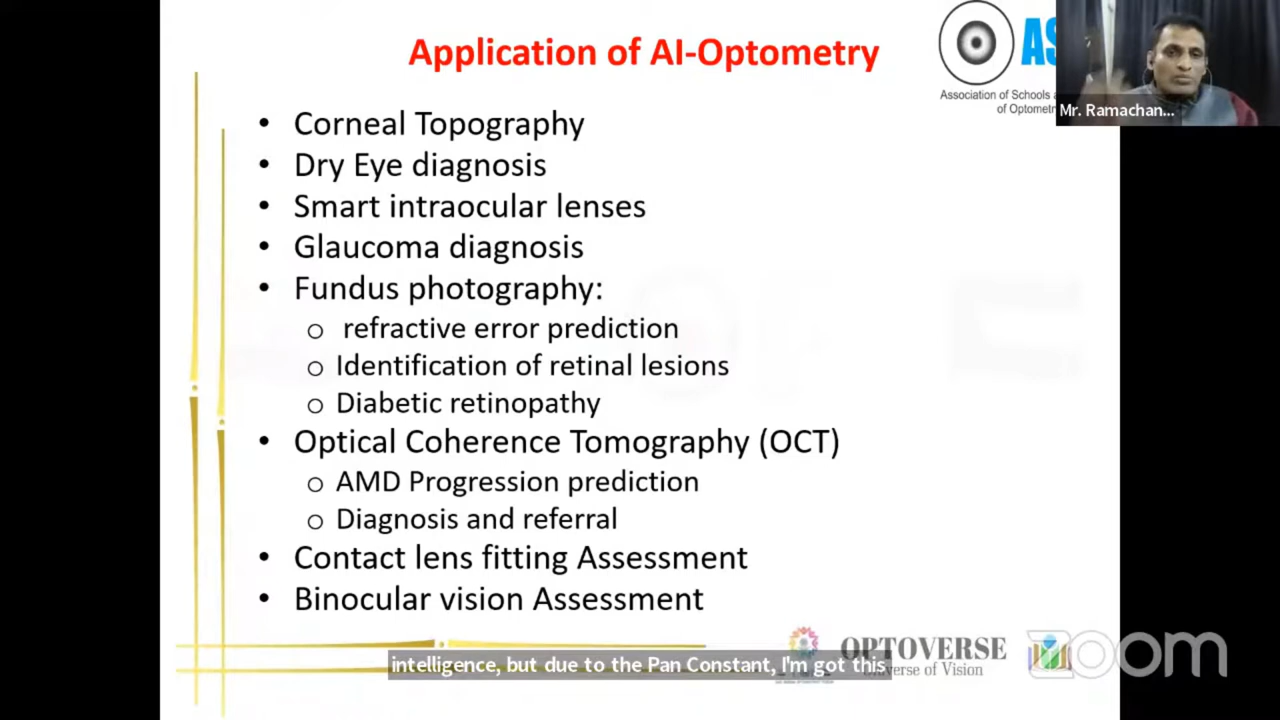 Application of AI-Optometry
AS
Association of Schools a
of Optometr
Mr. Ramachan...
• Corneal Topography
• Dry Eye diagnosis
• Smart intraocular lenses
• Glaucoma diagnosis
• Fundus photography:
o refractive error prediction
o Identification of retinal lesions
o Diabetic retinopathy
• Optical Coherence Tomography (OCT)
o AMD Progression prediction
o Diagnosis and referral
• Contact lens fitting Assessment
• Binocular vision Assessment
OPTOVERSE
verse of Vision
zoom
intelligence, but due to the Pan Constant, I'm got this